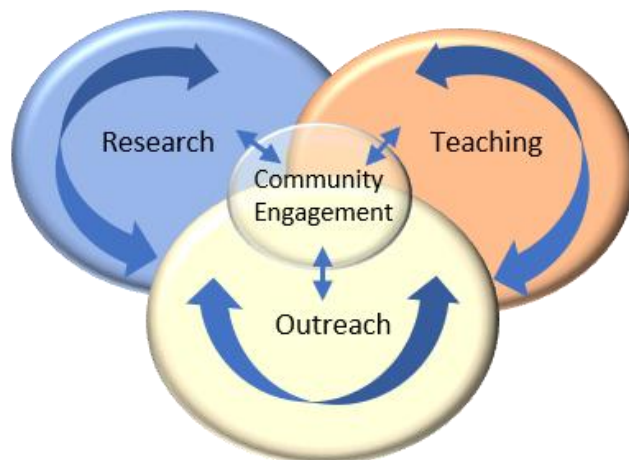 Research
Teaching
Community
Engagement
Outreach